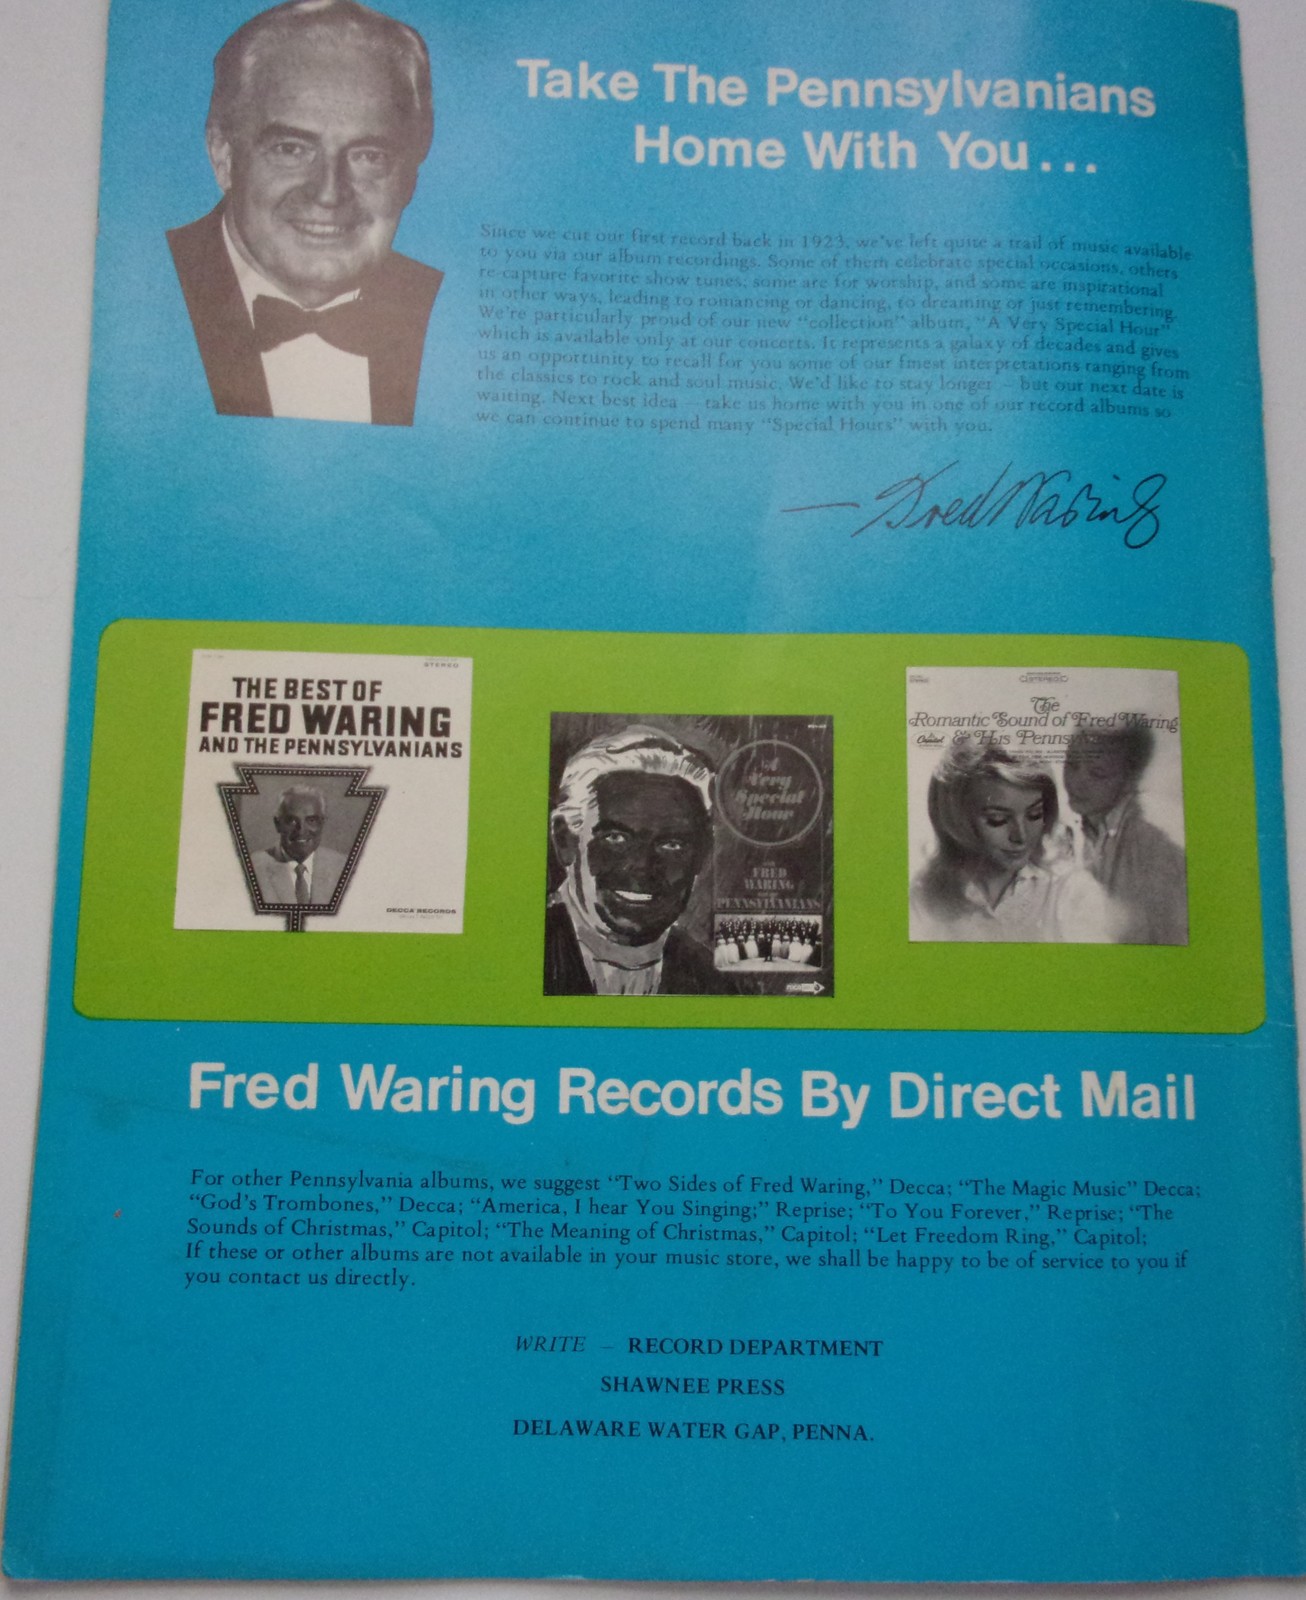 Take The Pennsylvanians
Home With You...
Since we cut our first record back in 1923, we've left quite a trail of music available
to you via our album recordings. Some of them celebrate special occasions, others
re-capture favorite show tunes, some are for worship, and some are inspirational
in other ways, leading to romancing or dancing, to dreaming or just remembering.
We're particularly proud of our new "collection" album, "A Very Special Hour"
which is available only at our concerts. It represents a galaxy of decades and gives
us an opportunity to recall for you some of our finest interpretations ranging from
the classics to rock and soul music. We'd like to stay longer – but our next date is
waiting. Next best idea – take us home with you in one of our record albums so
we can continue to spend many "Special Hours" with you.
— Fred Waring
STEREO
THE BEST OF
FRED WARING
AND THE PENNSYLVANIANS
DECCA RECORDS
A
Very
Special
Hour
FRED
WARING
PENNSYLVANIANS
STEREO
The
Romantic Sound of Fred Waring
& His Pennsylvanians
Capitol
Fred Waring Records By Direct Mail
For other Pennsylvania albums, we suggest "Two Sides of Fred Waring," Decca; "The Magic Music" Decca;
"God's Trombones," Decca; "America, I hear You Singing;" Reprise; "To You Forever," Reprise; "The
Sounds of Christmas," Capitol; "The Meaning of Christmas," Capitol; "Let Freedom Ring," Capitol;
If these or other albums are not available in your music store, we shall be happy to be of service to you if
you contact us directly.
WRITE – RECORD DEPARTMENT
SHAWNEE PRESS
DELAWARE WATER GAP, PENNA.